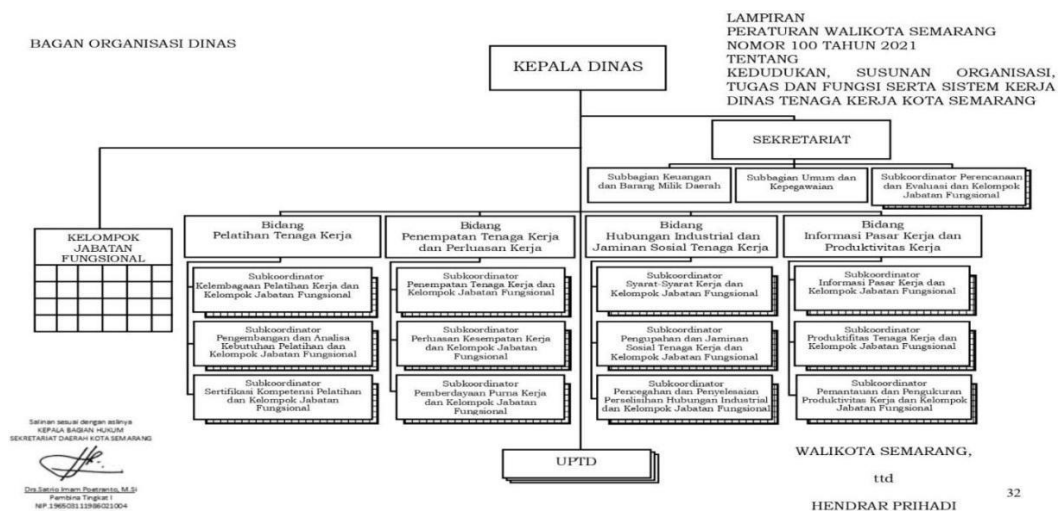 BAGAN ORGANISASI DINAS
LAMPIRAN
PERATURAN WALIKOTA SEMARANG
NOMOR 100 TAHUN 2021
TENTANG
KEDUDUKAN, SUSUNAN ORGANISASI,
TUGAS DAN FUNGSI SERTA SISTEM KERJA
DINAS TENAGA KERJA KOTA SEMARANG
KEPALA DINAS
SEKRETARIAT
Subbagian Keuangan
dan Barang Milik Daerah
Subbagian Umum dan
Kepegawaian
Subkoordinator Perencanaan
dan Evaluasi dan Kelompok
Jabatan Fungsional
KELOMPOK
JABATAN
FUNGSIONAL
Bidang
Pelatihan Tenaga Kerja
Subkoordinator
Kelembagaan Pelatihan Kerja dan
Kelompok Jabatan Fungsional
Subkoordinator
Pengembangan dan Analisa
Kebutuhan Pelatihan dan
Kelompok Jabatan Fungsional
Subkoordinator
Sertifikasi Kompetensi Pelatihan
dan Kelompok Jabatan
Fungsional
Bidang
Penempatan Tenaga Kerja
dan Perluasan Kerja
Subkoordinator
Penempatan Tenaga Kerja dan
Kelompok Jabatan Fungsional
Subkoordinator
Perluasan Kesempatan Kerja
dan Kelompok Jabatan
Fungsional
Subkoordinator
Pemberdayaan Purna Kerja
dan Kelompok Jabatan
Fungsional
Bidang
Hubungan Industrial dan
Jaminan Sosial Tenaga Kerja
Subkoordinator
Syarat-Syarat Kerja dan
Kelompok Jabatan Fungsional
Subkoordinator
Pengupahan dan Jaminan
Sosial Tenaga Kerja dan
Kelompok Jabatan Fungsional
Subkoordinator
Pencegahan dan Penyelesaian
Perselisihan Hubungan Industrial
dan Kelompok Jabatan Fungsional
Bidang
Informasi Pasar Kerja dan
Produktivitas Kerja
Subkoordinator
Informasi Pasar Kerja dan
Kelompok Jabatan Fungsional
Subkoordinator
Produktifitas Tenaga Kerja dan
Kelompok Jabatan Fungsional
Subkoordinator
Pemantauan dan Pengukuran
Produktivitas Kerja dan Kelompok
Jabatan Fungsional
UPTD
Salinan sesuai dengan aslinya
KEPALA BAGIAN HUKUM
SEKRETARIAT DAERAH KOTA SEMARANG
Drs.Satrio Imam Poetranto, M.Si
Pembina Tingkat I
NIP.196503111986021004
WALIKOTA SEMARANG,
ttd
HENDRAR PRIHADI
32